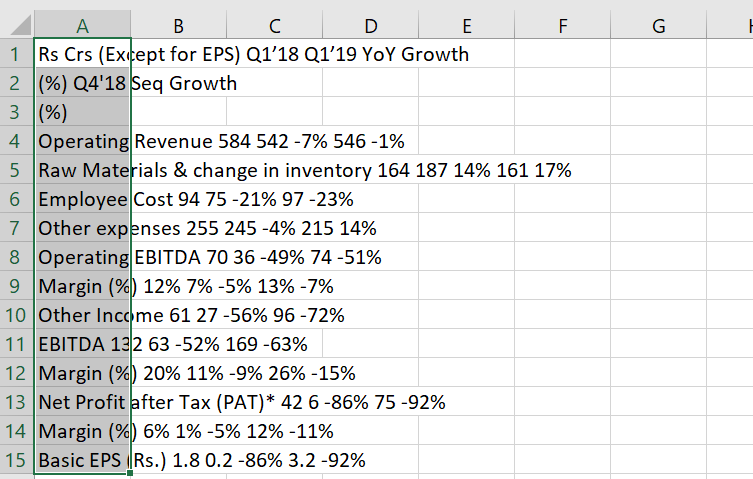 A B C D E F G
1 Rs Crs (Except for EPS) Q1’18 Q1’19 YoY Growth
2 (%) Q4'18 Seq Growth
3 (%)
4 Operating Revenue 584 542 -7% 546 -1%
5 Raw Materials & change in inventory 164 187 14% 161 17%
6 Employee Cost 94 75 -21% 97 -23%
7 Other expenses 255 245 -4% 215 14%
8 Operating EBITDA 70 36 -49% 74 -51%
9 Margin (%) 12% 7% -5% 13% -7%
10 Other Income 61 27 -56% 96 -72%
11 EBITDA 132 63 -52% 169 -63%
12 Margin (%) 20% 11% -9% 26% -15%
13 Net Profit after Tax (PAT)* 42 6 -86% 75 -92%
14 Margin (%) 6% 1% -5% 12% -11%
15 Basic EPS (Rs.) 1.8 0.2 -86% 3.2 -92%